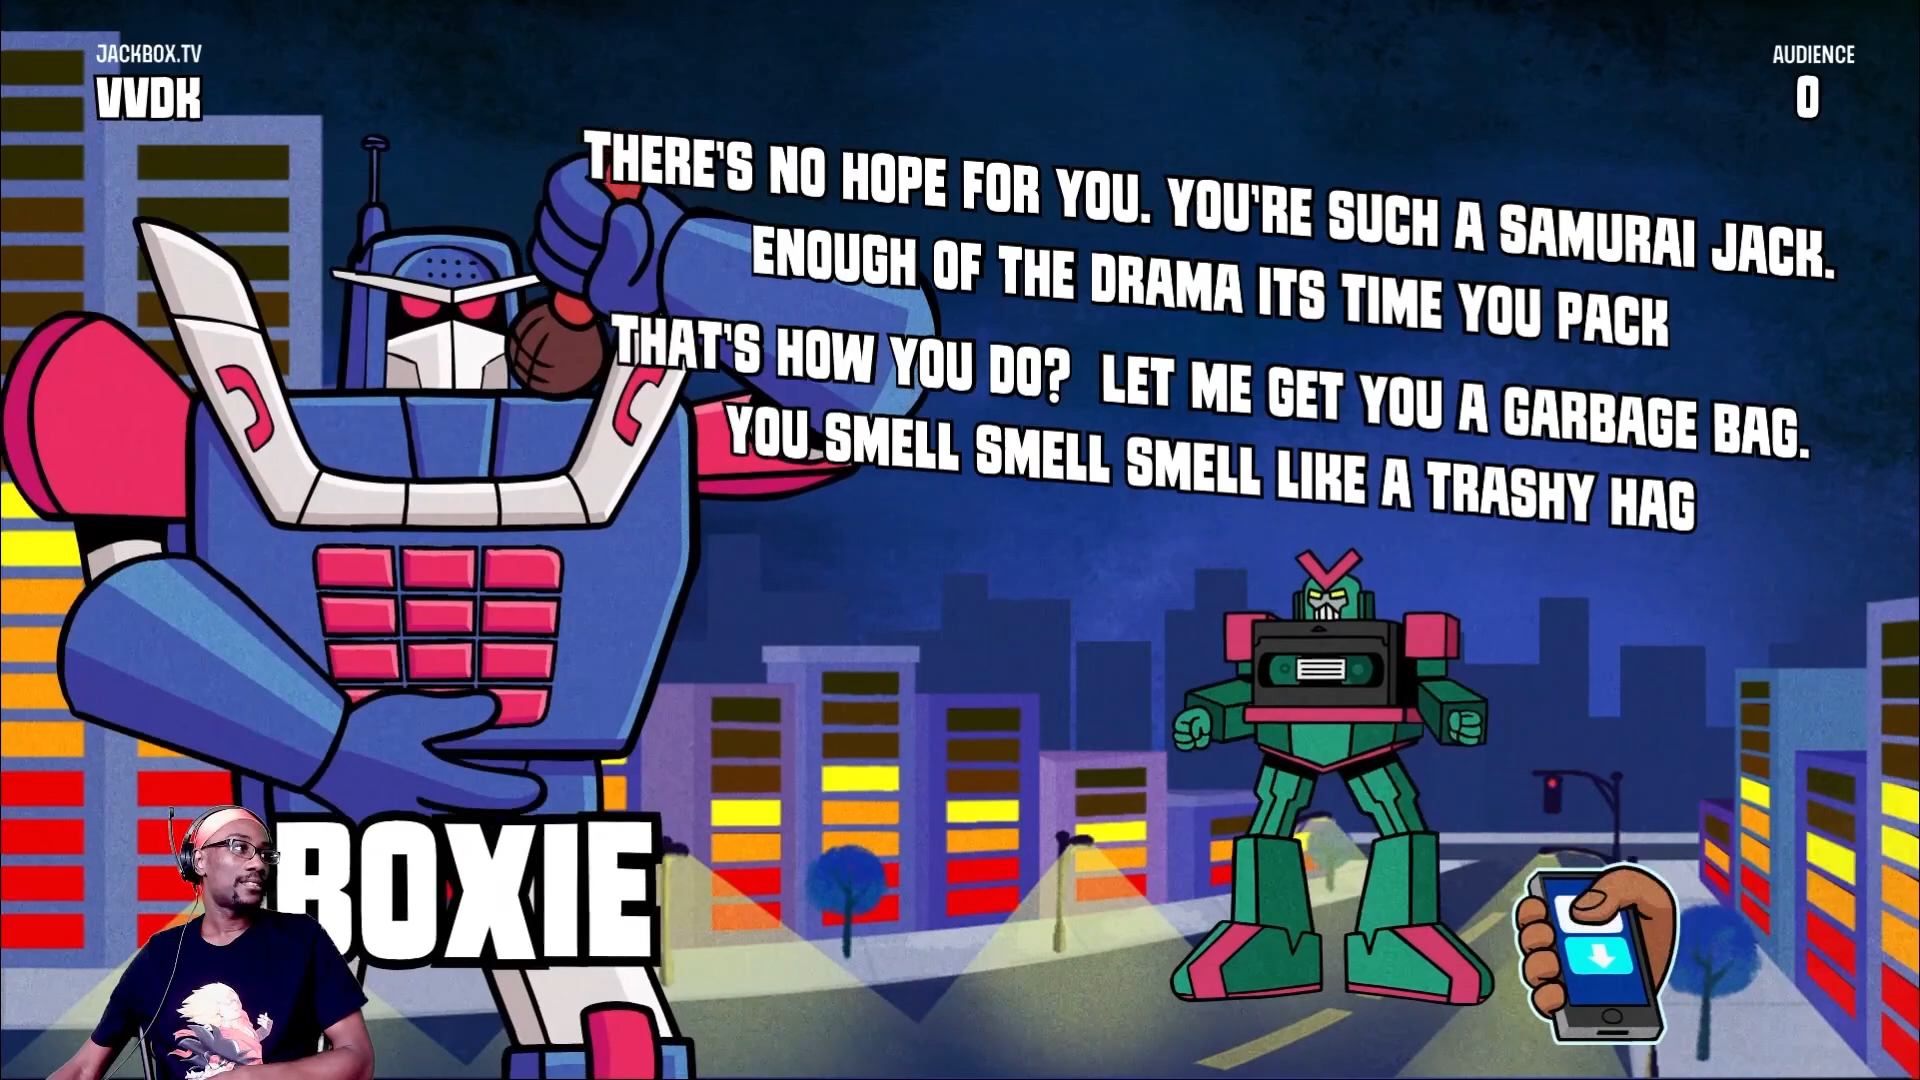 JACKBOX.TV
VVDK
AUDIENCE
0
THERE'S NO HOPE FOR YOU. YOU'RE SUCH A SAMURAI JACK.
ENOUGH OF THE DRAMA ITS TIME YOU PACK
THAT'S HOW YOU DO? LET ME GET YOU A GARBAGE BAG.
YOU SMELL SMELL SMELL LIKE A TRASHY HAG
BOXIE